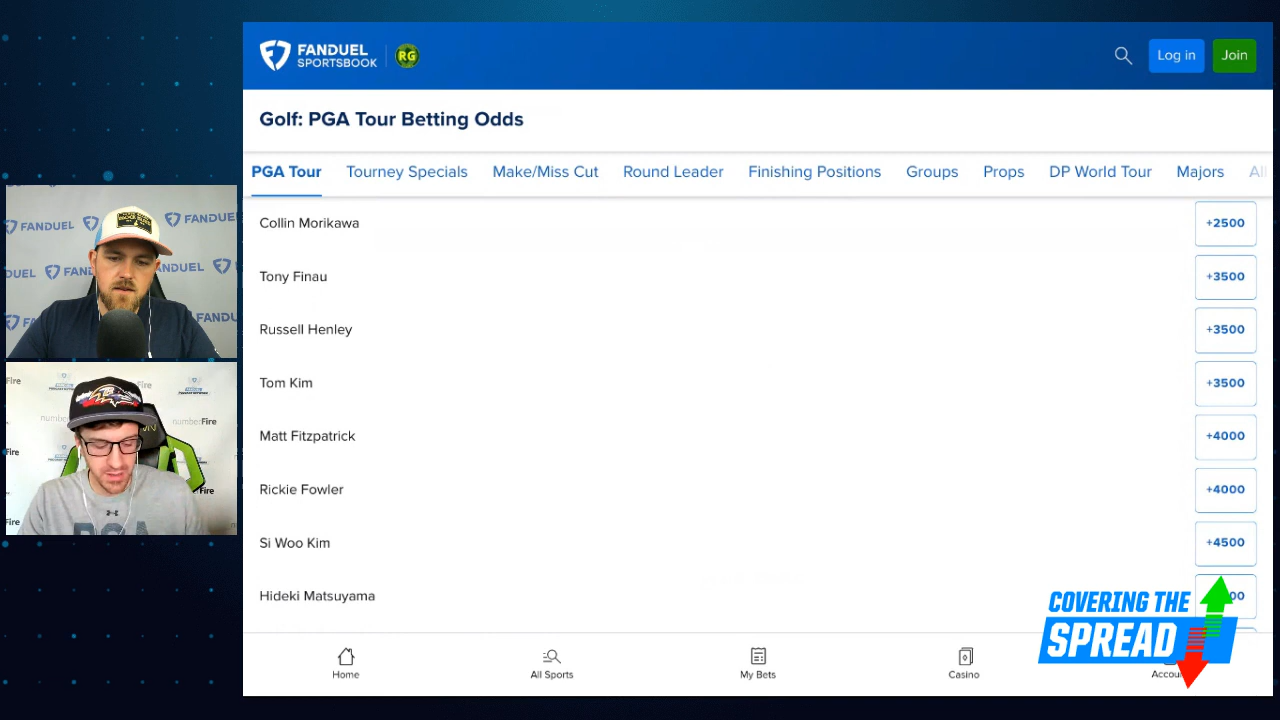 FANDUEL
SPORTSBOOK
RG
Log in
Join
Golf: PGA Tour Betting Odds
PGA Tour
Tourney Specials
Make/Miss Cut
Round Leader
Finishing Positions
Groups
Props
DP World Tour
Majors
All
Collin Morikawa
+2500
Tony Finau
+3500
Russell Henley
+3500
Tom Kim
+3500
Matt Fitzpatrick
+4000
Rickie Fowler
+4000
Si Woo Kim
+4500
Hideki Matsuyama
COVERING THE
SPREAD
Home
All Sports
My Bets
Casino
FANDUEL
FANDUEL
numberFire